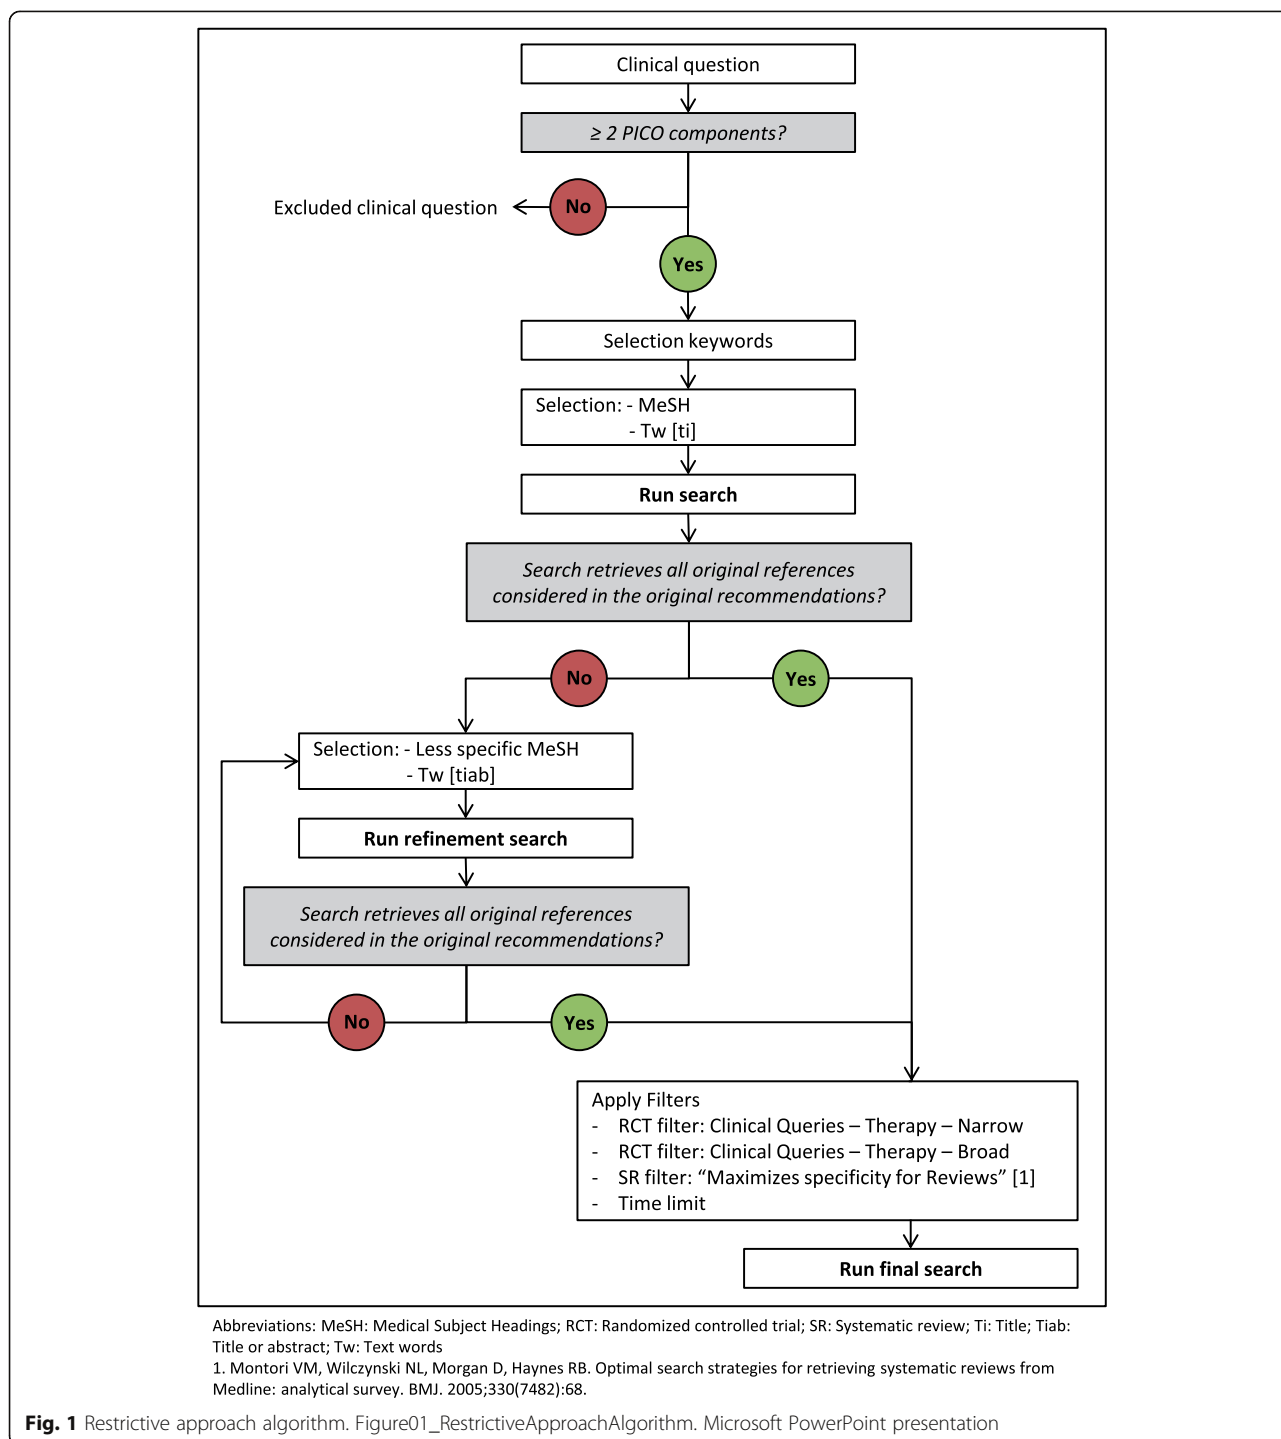 Clinical question
≥ 2 PICO components?
No
Excluded clinical question
Yes
Selection keywords
Selection: - MeSH
- Tw [ti]
Run search
Search retrieves all original references
considered in the original recommendations?
No
Yes
Selection: - Less specific MeSH
- Tw [tiab]
Run refinement search
Search retrieves all original references
considered in the original recommendations?
No
Yes
Apply Filters
- RCT filter: Clinical Queries – Therapy – Narrow
- RCT filter: Clinical Queries – Therapy – Broad
- SR filter: “Maximizes specificity for Reviews” [1]
- Time limit
Run final search
Abbreviations: MeSH: Medical Subject Headings; RCT: Randomized controlled trial; SR: Systematic review; Ti: Title; Tiab:
Title or abstract; Tw: Text words
1. Montori VM, Wilczynski NL, Morgan D, Haynes RB. Optimal search strategies for retrieving systematic reviews from
Medline: analytical survey. BMJ. 2005;330(7482):68.
Fig. 1 Restrictive approach algorithm. Figure01_RestrictiveApproachAlgorithm. Microsoft PowerPoint presentation